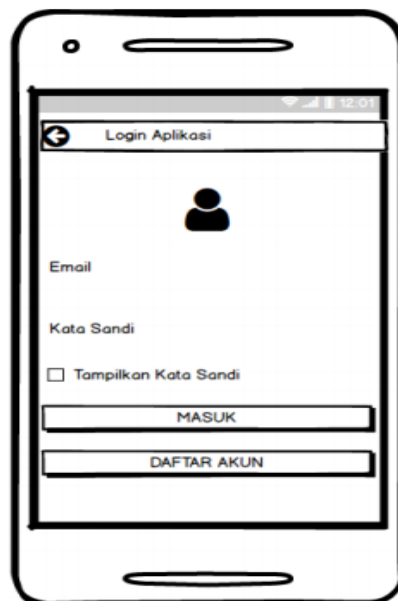 12:01
Login Aplikasi
Email
Kata Sandi
Tampilkan Kata Sandi
MASUK
DAFTAR AKUN